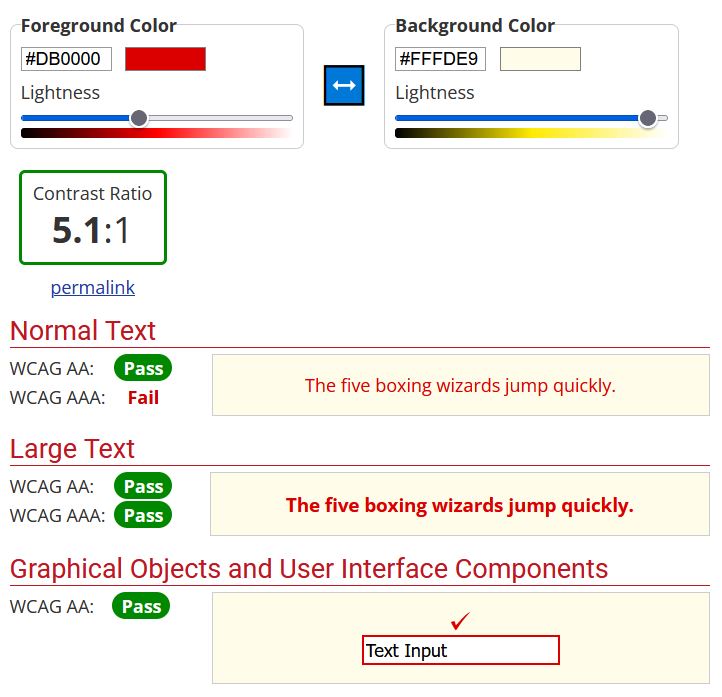 Foreground Color
#DB0000
Lightness
Background Color
#FFFDE9
Lightness
Contrast Ratio
5.1:1
permalink
Normal Text
WCAG AA: Pass
WCAG AAA: Fail
The five boxing wizards jump quickly.
Large Text
WCAG AA: Pass
WCAG AAA: Pass
The five boxing wizards jump quickly.
Graphical Objects and User Interface Components
WCAG AA: Pass
Text Input